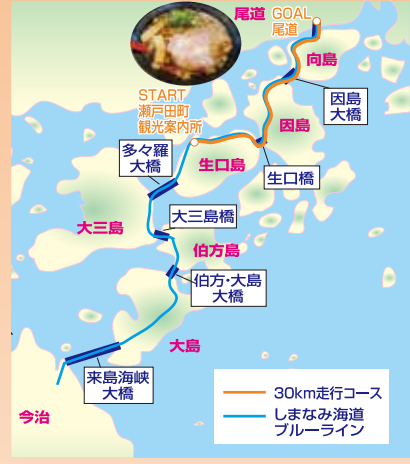 尾道
GOAL
尾道
向島
START
瀬戸田町
観光案内所
因島
大橋
因島
多々羅
大橋
生口島
生口橋
大三島橋
大三島
伯方島
伯方・大島
大橋
大島
来島海峡
大橋
今治
30km走行コース
しまなみ海道
ブルーライン